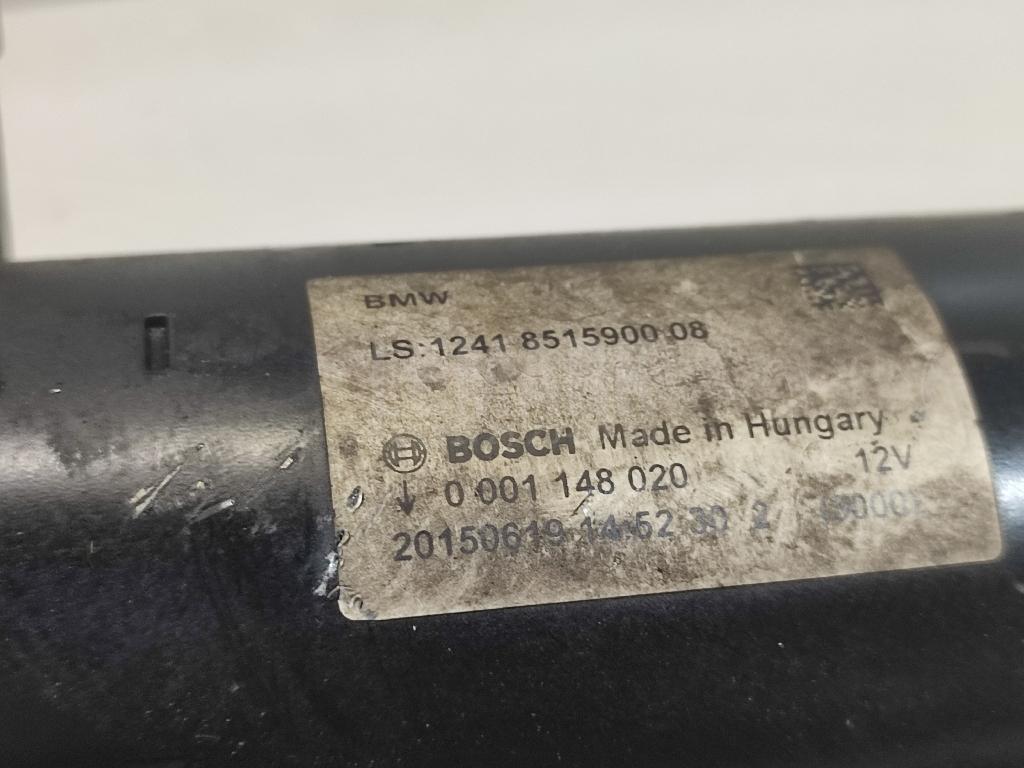 BMW
LS:1241 8515900-08
BOSCH Made in Hungary
0 001 148 020 12V
20150619 14:52 30 2